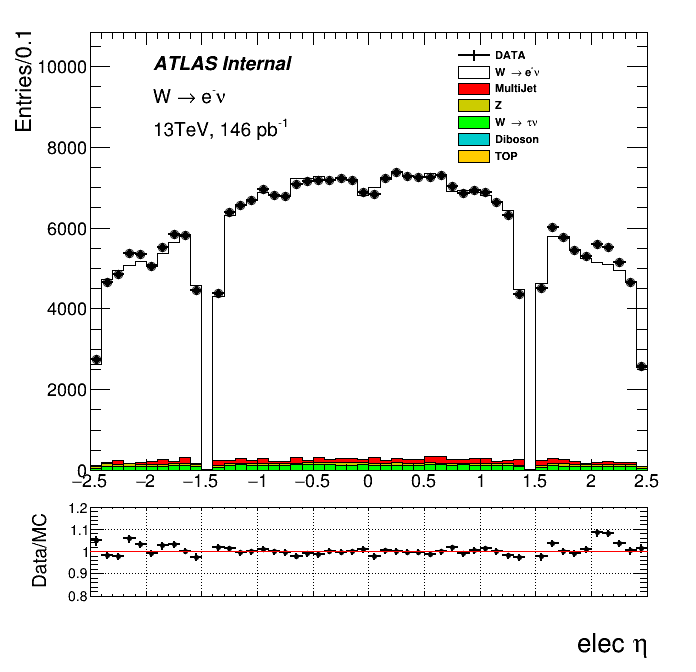 Entries/0.1
10000
8000
6000
4000
2000
0
ATLAS Internal
W → e⁻ν
13TeV, 146 pb⁻¹
DATA
W → e⁻ν
MultiJet
Z
W → τν
Diboson
TOP
−2.5 −2 −1.5 −1 −0.5 0 0.5 1 1.5 2 2.5
Data/MC
1.2
1.1
1
0.9
0.8
elec η